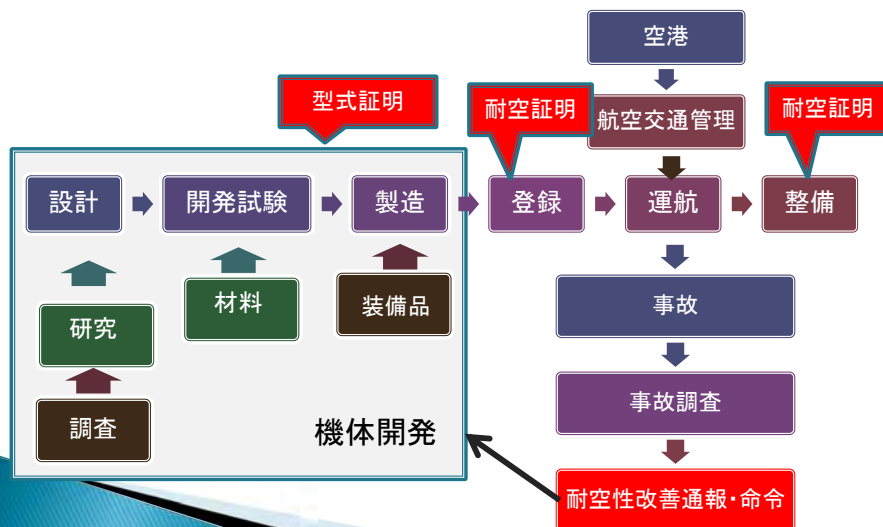 空港
型式証明
耐空証明
航空交通管理
耐空証明
設計
開発試験
製造
登録
運航
整備
研究
材料
装備品
事故
調査
機体開発
事故調査
耐空性改善通報・命令